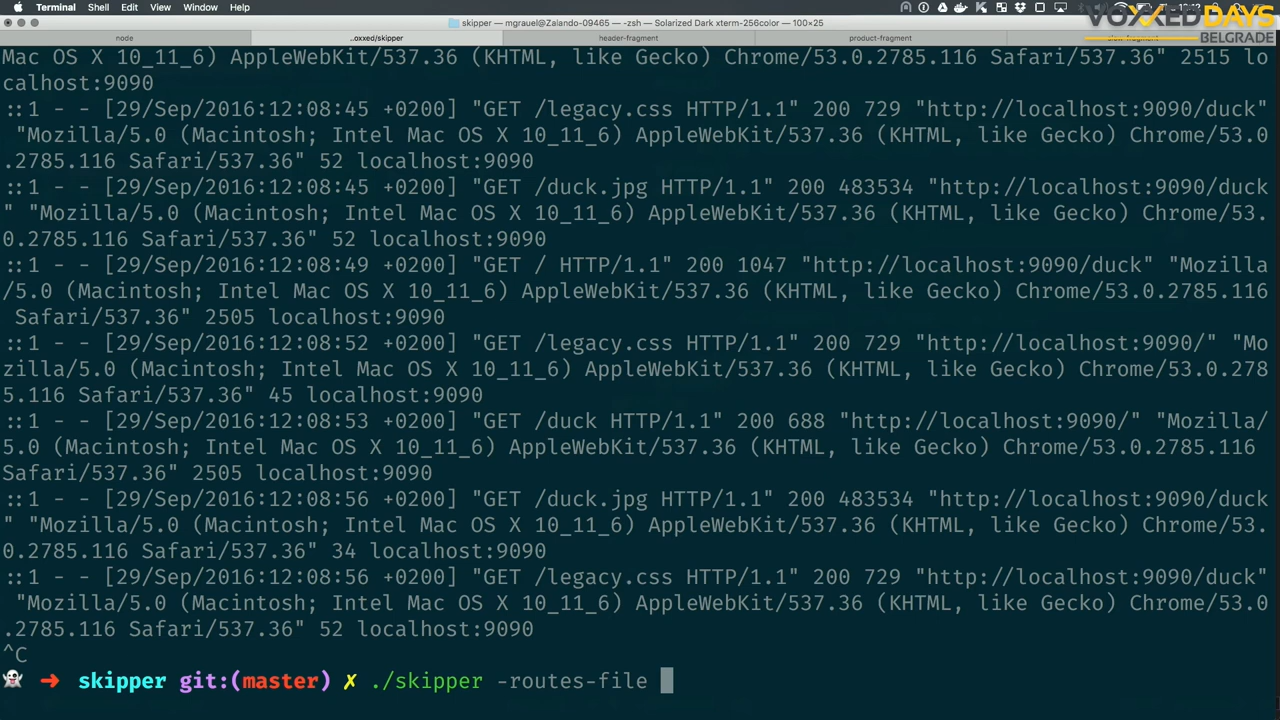 Terminal Shell Edit View Window Help
VOXXED DAYS
BELGRADE
skipper — mgrauel@Zalando-09465 — -zsh — Solarized Dark xterm-256color — 100×25
node ..oxxed/skipper header-fragment product-fragment slow-fragment
Mac OS X 10_11_6) AppleWebKit/537.36 (KHTML, like Gecko) Chrome/53.0.2785.116 Safari/537.36" 2515 lo
calhost:9090
::1 - - [29/Sep/2016:12:08:45 +0200] "GET /legacy.css HTTP/1.1" 200 729 "http://localhost:9090/duck"
"Mozilla/5.0 (Macintosh; Intel Mac OS X 10_11_6) AppleWebKit/537.36 (KHTML, like Gecko) Chrome/53.0
.2785.116 Safari/537.36" 52 localhost:9090
::1 - - [29/Sep/2016:12:08:45 +0200] "GET /duck.jpg HTTP/1.1" 200 483534 "http://localhost:9090/duck
" "Mozilla/5.0 (Macintosh; Intel Mac OS X 10_11_6) AppleWebKit/537.36 (KHTML, like Gecko) Chrome/53.
0.2785.116 Safari/537.36" 52 localhost:9090
::1 - - [29/Sep/2016:12:08:49 +0200] "GET / HTTP/1.1" 200 1047 "http://localhost:9090/duck" "Mozilla
/5.0 (Macintosh; Intel Mac OS X 10_11_6) AppleWebKit/537.36 (KHTML, like Gecko) Chrome/53.0.2785.116
Safari/537.36" 2505 localhost:9090
::1 - - [29/Sep/2016:12:08:52 +0200] "GET /legacy.css HTTP/1.1" 200 729 "http://localhost:9090/" "Mo
zilla/5.0 (Macintosh; Intel Mac OS X 10_11_6) AppleWebKit/537.36 (KHTML, like Gecko) Chrome/53.0.278
5.116 Safari/537.36" 45 localhost:9090
::1 - - [29/Sep/2016:12:08:53 +0200] "GET /duck HTTP/1.1" 200 688 "http://localhost:9090/" "Mozilla/
5.0 (Macintosh; Intel Mac OS X 10_11_6) AppleWebKit/537.36 (KHTML, like Gecko) Chrome/53.0.2785.116
Safari/537.36" 2505 localhost:9090
::1 - - [29/Sep/2016:12:08:56 +0200] "GET /duck.jpg HTTP/1.1" 200 483534 "http://localhost:9090/duck
" "Mozilla/5.0 (Macintosh; Intel Mac OS X 10_11_6) AppleWebKit/537.36 (KHTML, like Gecko) Chrome/53.
0.2785.116 Safari/537.36" 34 localhost:9090
::1 - - [29/Sep/2016:12:08:56 +0200] "GET /legacy.css HTTP/1.1" 200 729 "http://localhost:9090/duck"
"Mozilla/5.0 (Macintosh; Intel Mac OS X 10_11_6) AppleWebKit/537.36 (KHTML, like Gecko) Chrome/53.0
.2785.116 Safari/537.36" 52 localhost:9090
^C
➜ skipper git:(master) ✗ ./skipper -routes-file